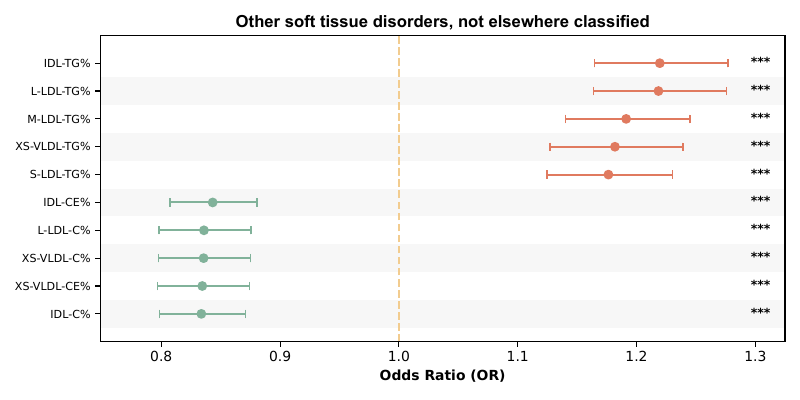 Other soft tissue disorders, not elsewhere classified
IDL-TG% ***
L-LDL-TG% ***
M-LDL-TG% ***
XS-VLDL-TG% ***
S-LDL-TG% ***
IDL-CE% ***
L-LDL-C% ***
XS-VLDL-C% ***
XS-VLDL-CE% ***
IDL-C% ***
0.8 0.9 1.0 1.1 1.2 1.3
Odds Ratio (OR)